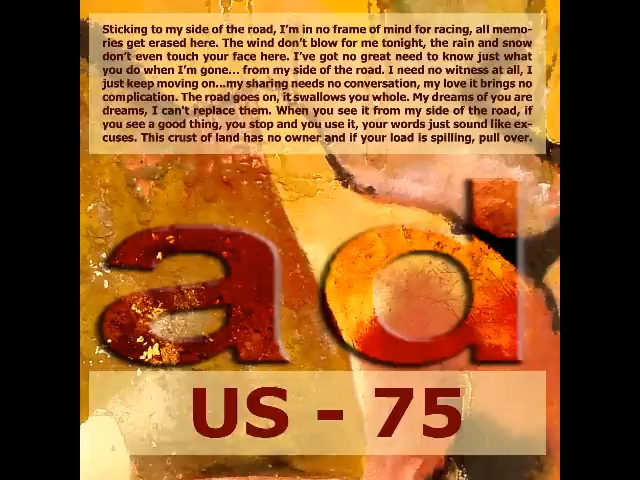 Sticking to my side of the road, I'm in no frame of mind for racing, all memo-
ries get erased here. The wind don't blow for me tonight, the rain and snow
don't even touch your face here. I've got no great need to know just what
you do when I'm gone... from my side of the road. I need no witness at all, I
just keep moving on...my sharing needs no conversation, my love it brings no
complication. The road goes on, it swallows you whole. My dreams of you are
dreams, I can't replace them. When you see it from my side of the road, if
you see a good thing, you stop and you use it, your words just sound like ex-
cuses. This crust of land has no owner and if your load is spilling, pull over.
ad
US - 75